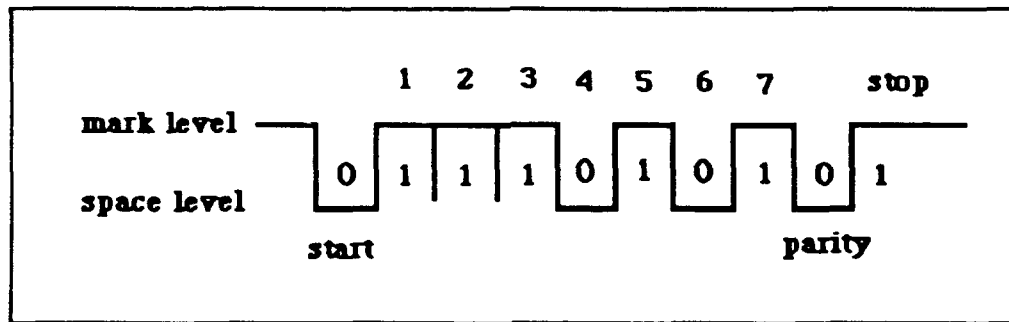 1 2 3 4 5 6 7 stop
mark level
0 1 1 1 0 1 0 1 0 1
space level
start parity